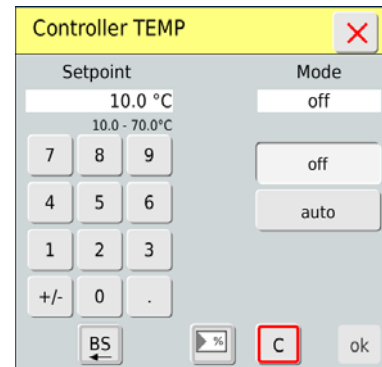 Controller TEMP
Setpoint
Mode
10.0 °C
off
10.0 - 70.0°C
7 8 9
off
4 5 6
auto
1 2 3
+/- 0 .
BS
%
C
ok